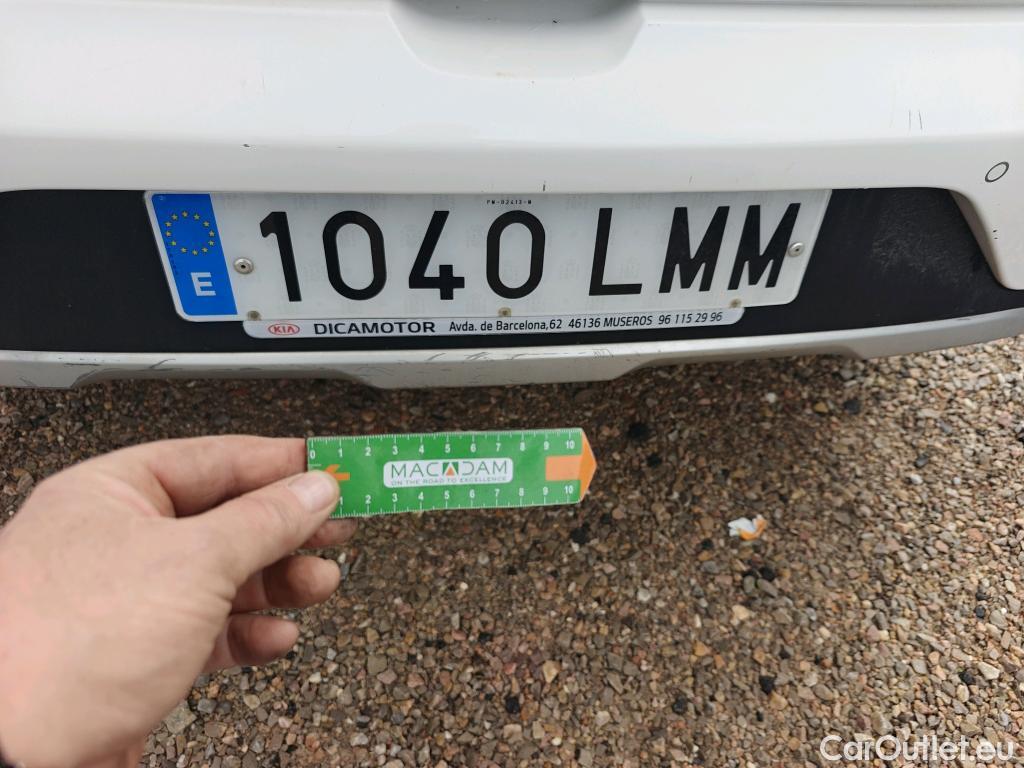 PM-02413-M
E 1040 LMM
KIA DICAMOTOR Avda. de Barcelona,62 46136 MUSEROS 96 115 29 96
0 1 2 3 4 5 6 7 8 9 10
MACADAM
ON THE ROAD TO EXCELLENCE
1 2 3 4 5 6 7 8 9 10
CarOutlet.eu